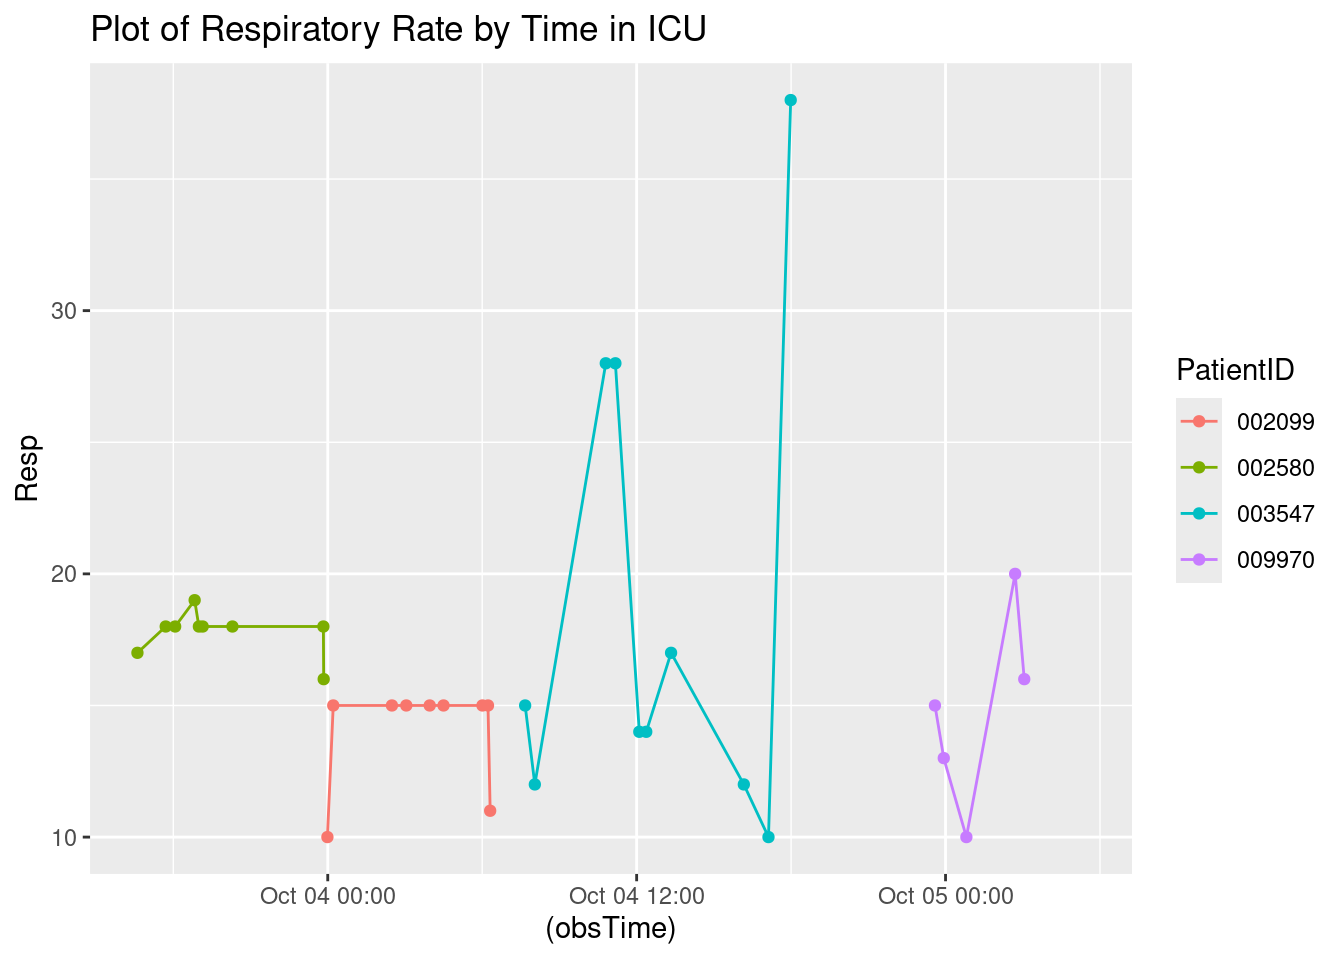 Plot of Respiratory Rate by Time in ICU
Resp
30
20
10
Oct 04 00:00
Oct 04 12:00
Oct 05 00:00
(obsTime)
PatientID
002099
002580
003547
009970